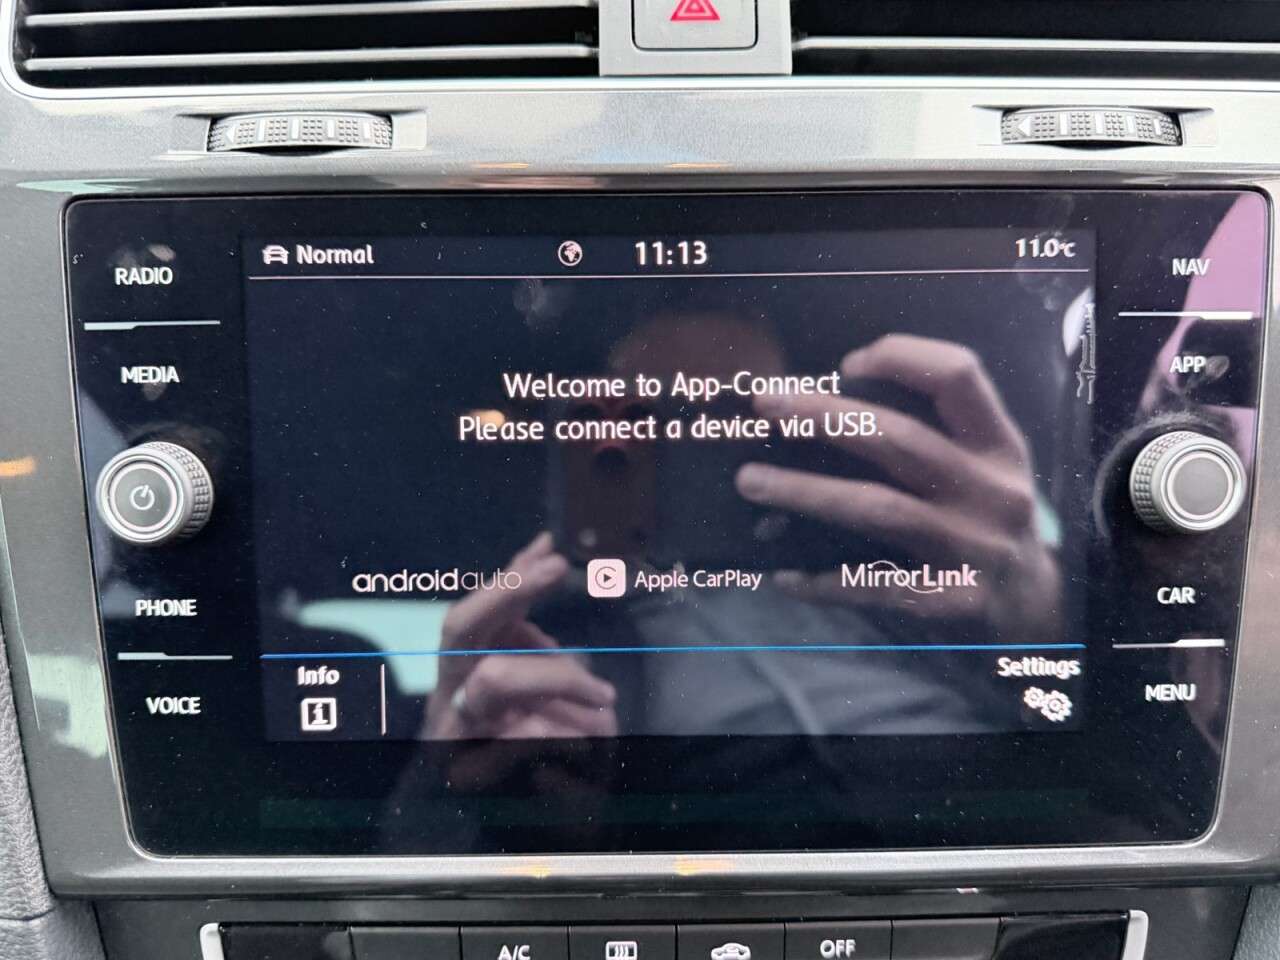 RADIO
MEDIA
PHONE
VOICE
Normal
11:13
11.0°C
Welcome to App-Connect
Please connect a device via USB.
androidauto
Apple CarPlay
MirrorLink
Info
Settings
NAV
APP
CAR
MENU
A/C
OFF